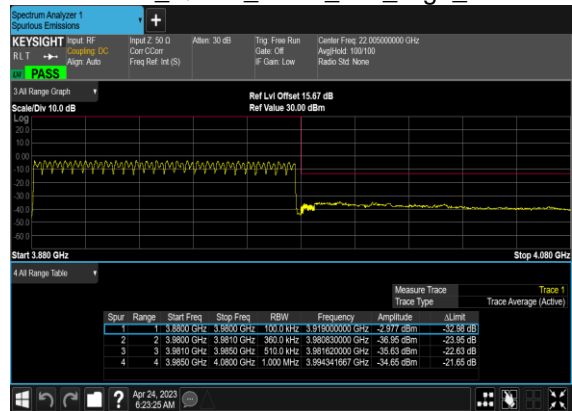 Spectrum Analyzer 1
Spurious Emissions
+
KEYSIGHT Input: RF Input Z: 50 Ω Atten: 30 dB Trig: Free Run Center Freq: 22.005000000 GHz
RLT Coupling: DC Corr CCorr Gate: Off Avg|Hold: 100/100
Align: Auto Freq Ref: Int (S) IF Gain: Low Radio Std: None
PASS
3 All Range Graph
Ref Lvl Offset 15.67 dB
Scale/Div 10.0 dB Ref Value 30.00 dBm
Log
20.0
10.0
0.00
-10.0
-20.0
-30.0
-40.0
-50.0
-60.0
Start 3.880 GHz Stop 4.080 GHz
4 All Range Table
Measure Trace Trace 1
Trace Type Trace Average (Active)
Spur Range Start Freq Stop Freq RBW Frequency Amplitude ΔLimit
1 1 3.8800 GHz 3.9800 GHz 100.0 kHz 3.919000000 GHz -2.977 dBm -32.98 dB
2 2 3.9800 GHz 3.9810 GHz 360.0 kHz 3.980830000 GHz -36.95 dBm -23.95 dB
3 3 3.9810 GHz 3.9850 GHz 510.0 kHz 3.981620000 GHz -35.63 dBm -22.63 dB
4 4 3.9850 GHz 4.0800 GHz 1.000 MHz 3.994341667 GHz -34.65 dBm -21.65 dB
? Apr 24, 2023
6:23:25 AM